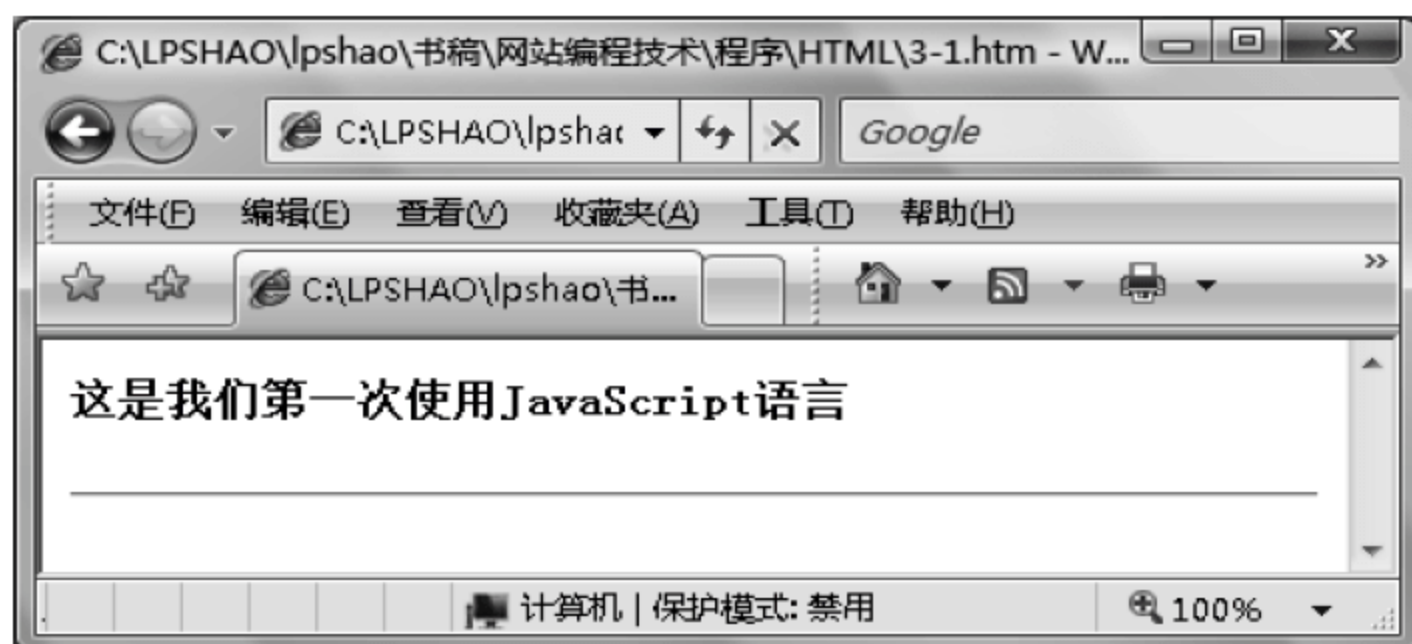 C:\LPSHAO\lpshao\书稿\网站编程技术\程序\HTML\3-1.htm - W...
C:\LPSHAO\lpshac
Google
文件(F) 编辑(E) 查看(V) 收藏夹(A) 工具(T) 帮助(H)
C:\LPSHAO\lpshao\书...
这是我们第一次使用JavaScript语言
计算机 | 保护模式: 禁用
100%